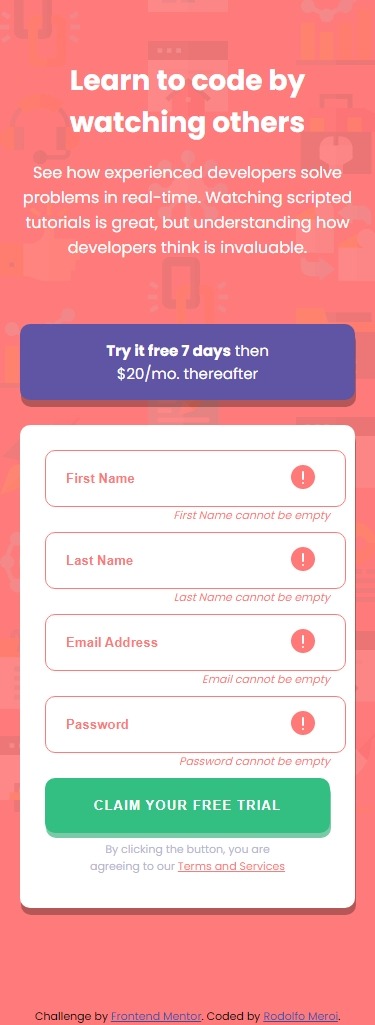 Learn to code by
watching others
See how experienced developers solve
problems in real-time. Watching scripted
tutorials is great, but understanding how
developers think is invaluable.
Try it free 7 days then
$20/mo. thereafter
First Name
First Name cannot be empty
Last Name
Last Name cannot be empty
Email Address
Email cannot be empty
Password
Password cannot be empty
CLAIM YOUR FREE TRIAL
By clicking the button, you are
agreeing to our Terms and Services
Challenge by Frontend Mentor. Coded by Rodolfo Meroi.